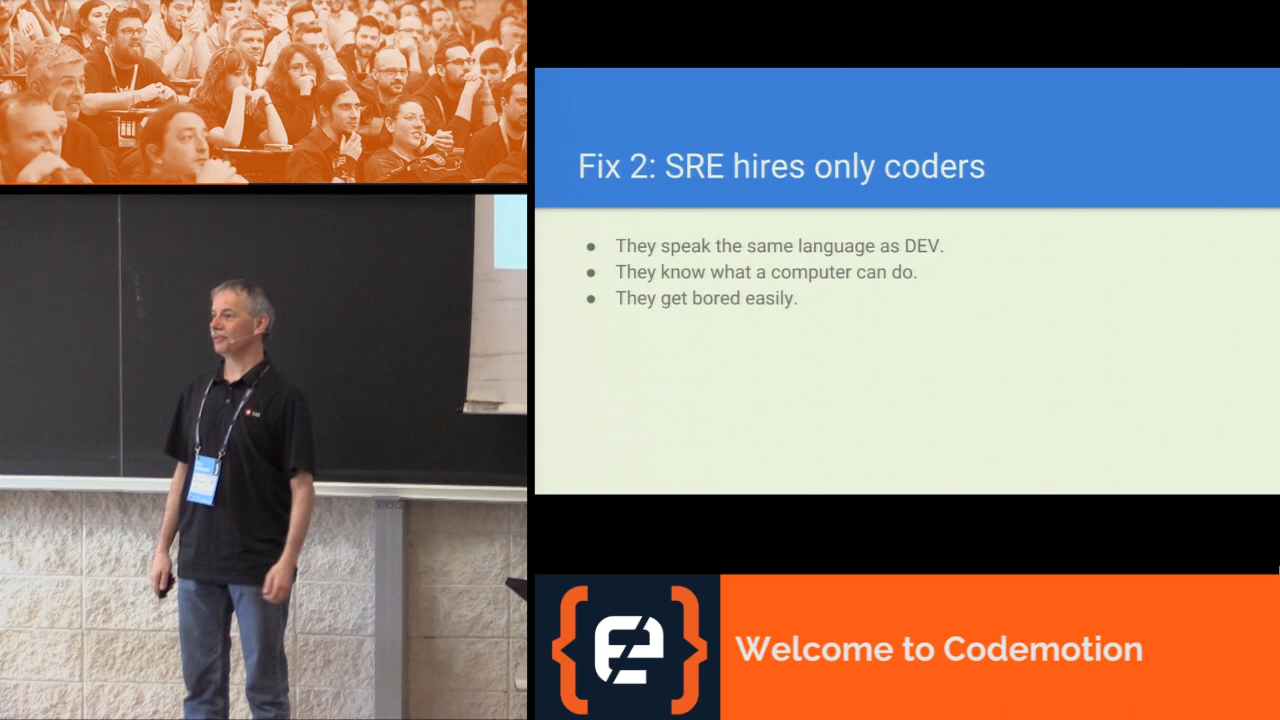 Fix 2: SRE hires only coders
● They speak the same language as DEV.
● They know what a computer can do.
● They get bored easily.
Welcome to Codemotion